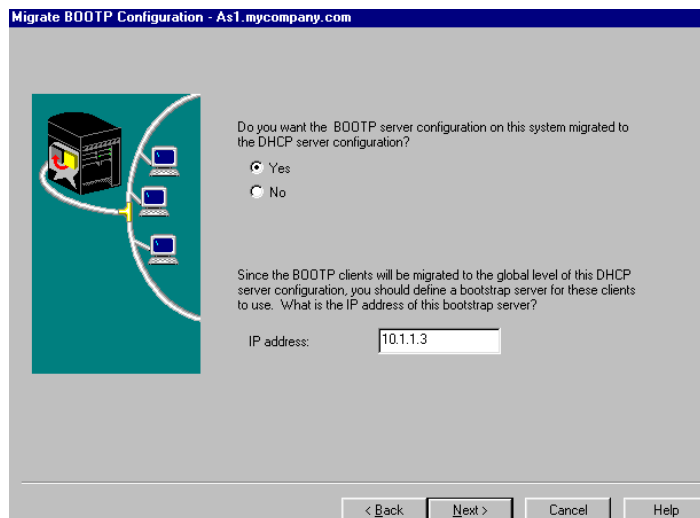 Migrate BOOTP Configuration - As1.mycompany.com
Do you want the BOOTP server configuration on this system migrated to
the DHCP server configuration?
Yes
No
Since the BOOTP clients will be migrated to the global level of this DHCP
server configuration, you should define a bootstrap server for these clients
to use. What is the IP address of this bootstrap server?
IP address: 10.1.1.3
< Back Next > Cancel Help